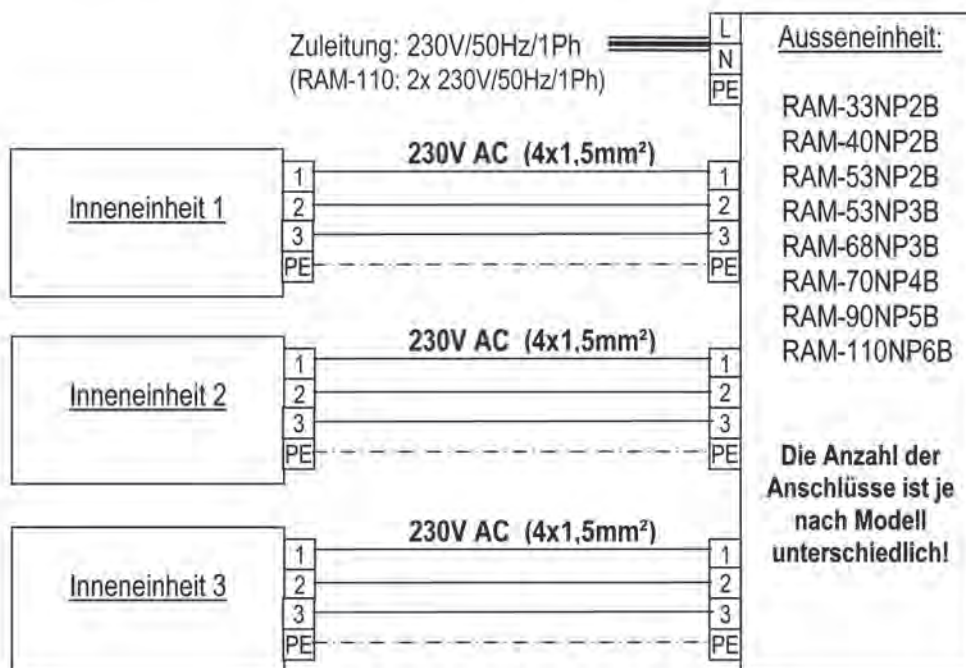 Zuleitung: 230V/50Hz/1Ph
(RAM-110: 2x 230V/50Hz/1Ph)
L
N
PE
Ausseneinheit:
RAM-33NP2B
RAM-40NP2B
RAM-53NP2B
RAM-53NP3B
RAM-68NP3B
RAM-70NP4B
RAM-90NP5B
RAM-110NP6B
Die Anzahl der
Anschlüsse ist je
nach Modell
unterschiedlich!
Inneneinheit 1
230V AC (4x1,5mm²)
1 1
2 2
3 3
PE PE
Inneneinheit 2
230V AC (4x1,5mm²)
1 1
2 2
3 3
PE PE
Inneneinheit 3
230V AC (4x1,5mm²)
1 1
2 2
3 3
PE PE